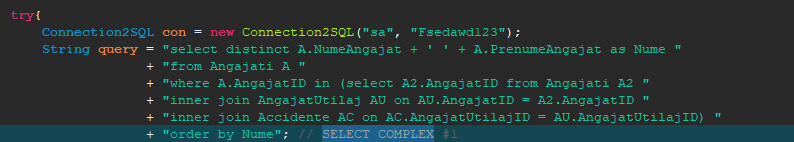 try{
Connection2SQL con = new Connection2SQL("sa", "Fsedawd123");
String query = "select distinct A.NumeAngajat + ' ' + A.PrenumeAngajat as Nume "
+ "from Angajati A "
+ "where A.AngajatID in (select A2.AngajatID from Angajati A2 "
+ "inner join AngajatUtilaj AU on AU.AngajatID = A2.AngajatID "
+ "inner join Accidente AC on AC.AngajatUtilajID = AU.AngajatUtilajID) "
+ "order by Nume"; // SELECT COMPLEX #1